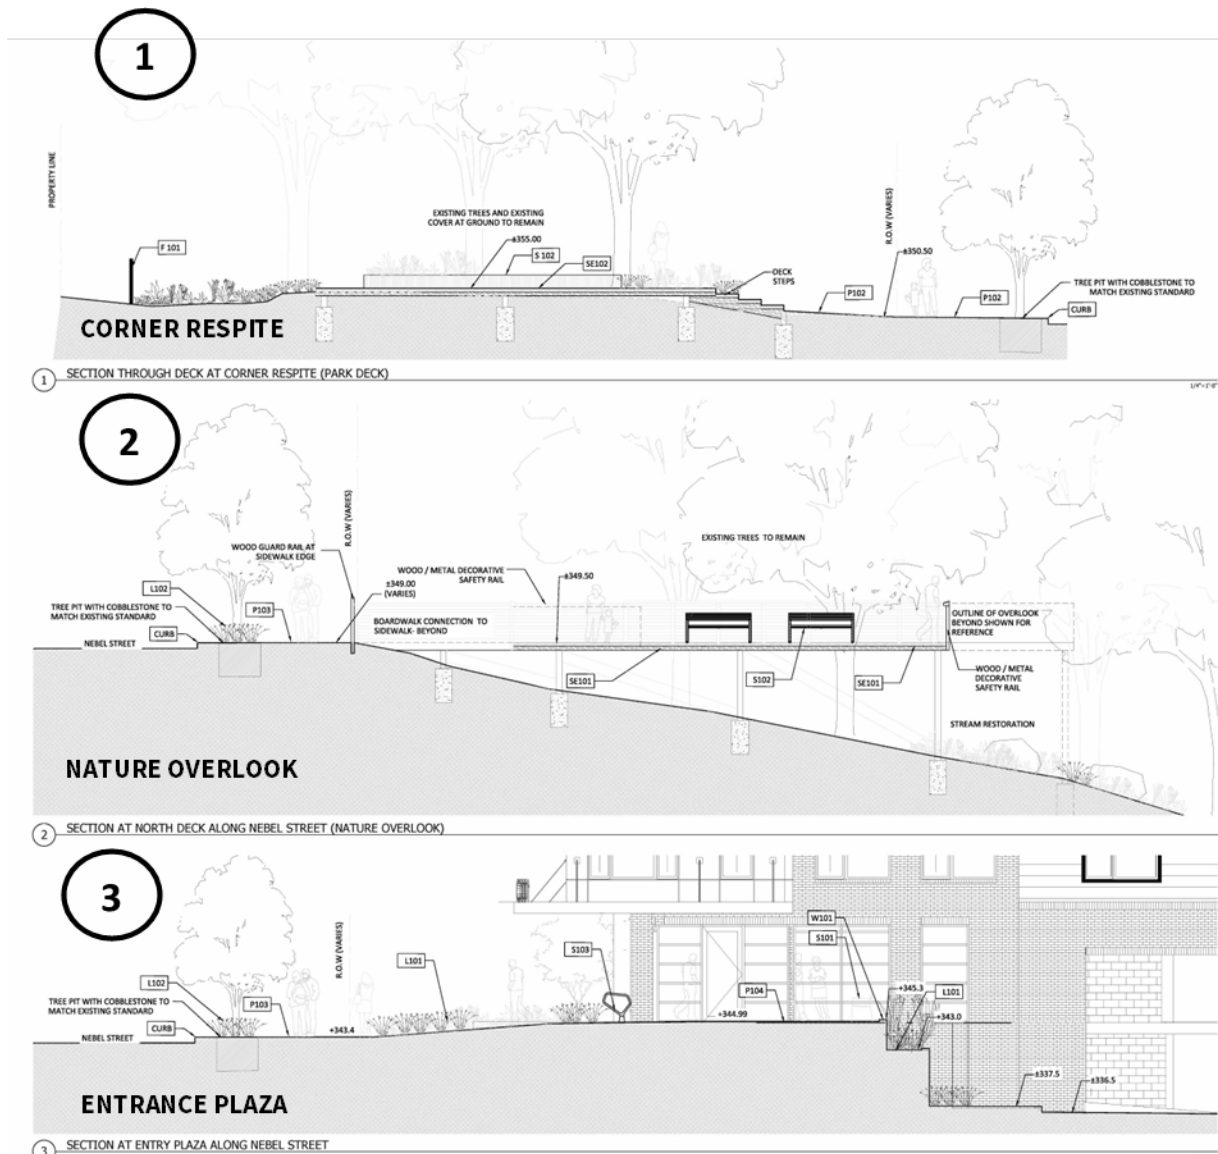 1
PROPERTY LINE
F 101
EXISTING TREES AND EXISTING
COVER AT GROUND TO REMAIN
±355.00
S 102
SE102
DECK
STEPS
P102
R.O.W (VARIES)
±350.50
P102
TREE PIT WITH COBBLESTONE TO
MATCH EXISTING STANDARD
CURB
CORNER RESPITE
1 SECTION THROUGH DECK AT CORNER RESPITE (PARK DECK)
1/4"=1'-0"
2
R.O.W (VARIES)
WOOD GUARD RAIL AT
SIDEWALK EDGE
L102
TREE PIT WITH COBBLESTONE TO
MATCH EXISTING STANDARD
P103
CURB
NEBEL STREET
WOOD / METAL DECORATIVE
SAFETY RAIL
±349.00
(VARIES)
BOARDWALK CONNECTION TO
SIDEWALK- BEYOND
±349.50
EXISTING TREES TO REMAIN
OUTLINE OF OVERLOOK
BEYOND SHOWN FOR
REFERENCE
SE101
S102
SE101
WOOD / METAL
DECORATIVE
SAFETY RAIL
STREAM RESTORATION
NATURE OVERLOOK
2 SECTION AT NORTH DECK ALONG NEBEL STREET (NATURE OVERLOOK)
3
R.O.W (VARIES)
L102
TREE PIT WITH COBBLESTONE TO
MATCH EXISTING STANDARD
P103
CURB
NEBEL STREET
+343.4
L101
S103
W101
S101
P104
+344.99
+345.3
L101
+343.0
±337.5
±336.5
ENTRANCE PLAZA
3 SECTION AT ENTRY PLAZA ALONG NEBEL STREET